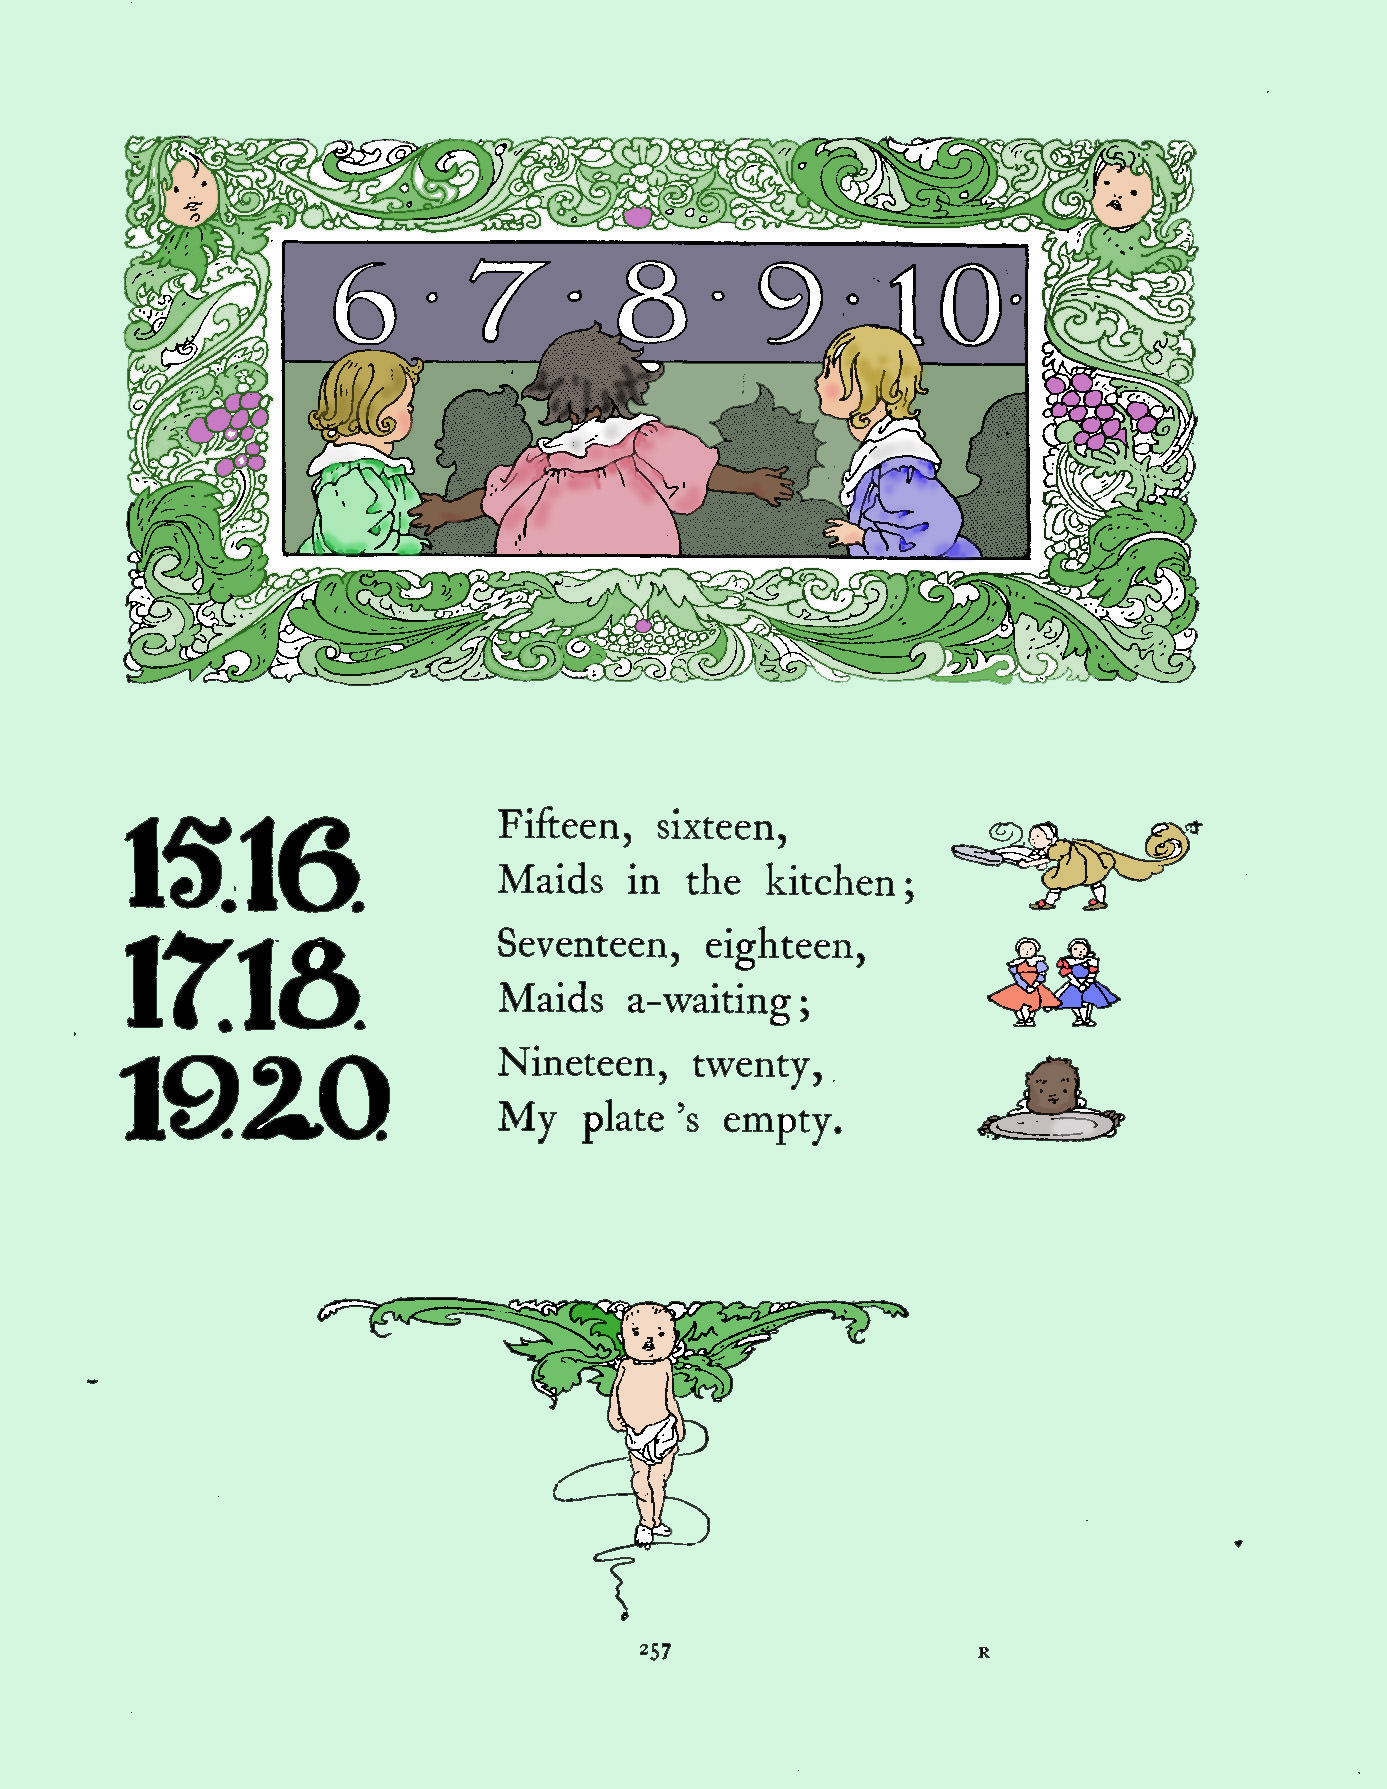 6 · 7 · 8 · 9 · 10 ·
15.16.
Fifteen, sixteen,
Maids in the kitchen;
17.18.
Seventeen, eighteen,
Maids a-waiting;
19.20.
Nineteen, twenty,
My plate 's empty.
257 R